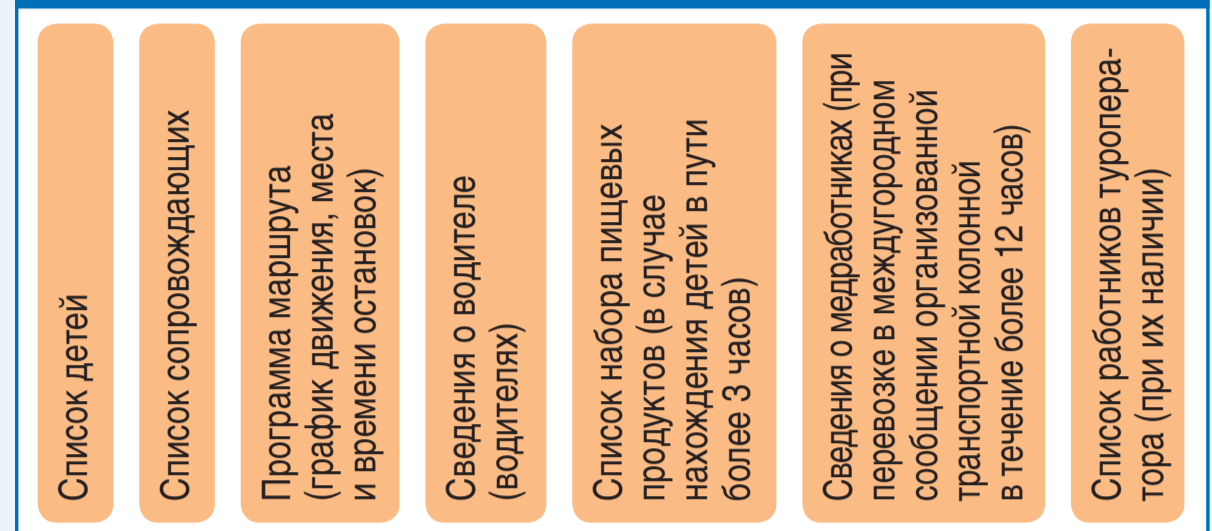 Список детей
Список сопровождающих
Программа маршрута
(график движения, места
и времени остановок)
Сведения о водителе
(водителях)
Список набора пищевых
продуктов (в случае
нахождения детей в пути
более 3 часов)
Сведения о медработниках (при
перевозке в междугородном
сообщении организованной
транспортной колонной
в течение более 12 часов)
Список работников туропера-
тора (при их наличии)